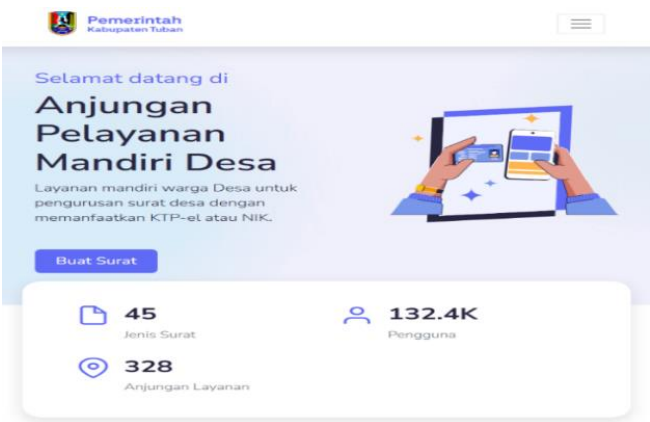 Pemerintah
Kabupaten Tuban
Selamat datang di
Anjungan
Pelayanan
Mandiri Desa
Layanan mandiri warga Desa untuk
pengurusan surat desa dengan
memanfaatkan KTP-el atau NIK.
Buat Surat
45
Jenis Surat
132.4K
Pengguna
328
Anjungan Layanan